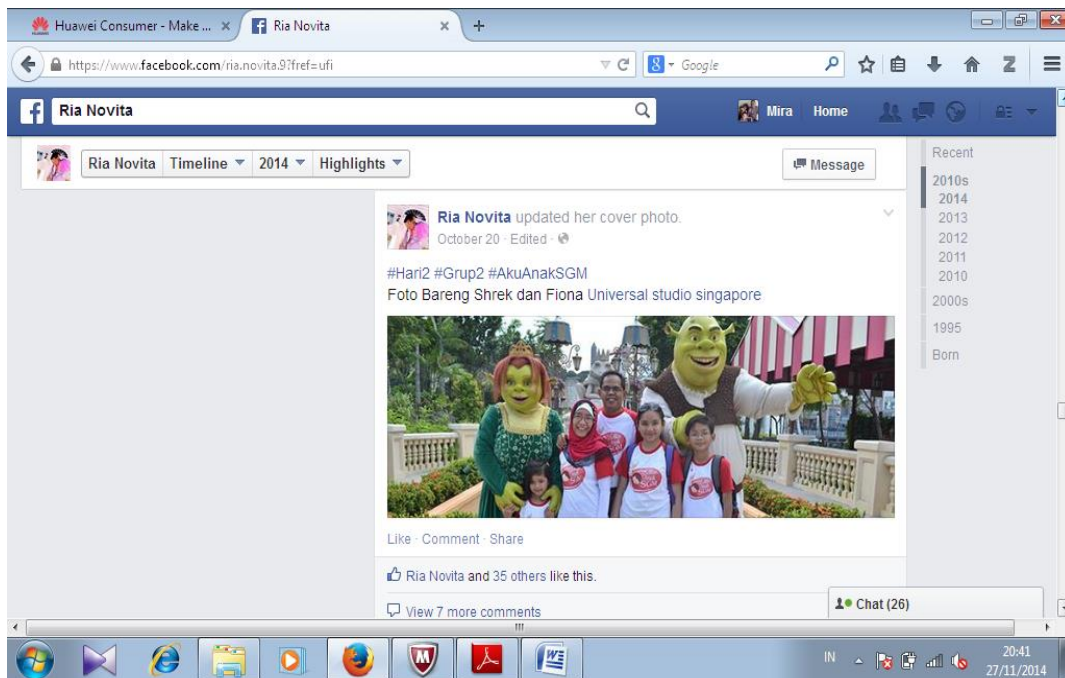 Huawei Consumer - Make ...
Ria Novita
https://www.facebook.com/ria.novita.9?fref=ufi
Google
Ria Novita
Mira Home
Ria Novita Timeline 2014 Highlights
Message
Recent
2010s
2014
2013
2012
2011
2010
2000s
1995
Born
Ria Novita updated her cover photo.
October 20 · Edited ·
#Hari2 #Grup2 #AkuAnakSGM
Foto Bareng Shrek dan Fiona Universal studio singapore
SGM
Like · Comment · Share
Ria Novita and 35 others like this.
View 7 more comments
Chat (26)
IN
20:41
27/11/2014